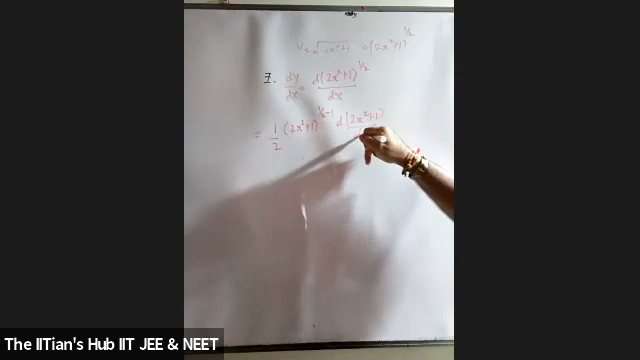 y = √2x²+1 (2x²+1)^1/2
7. dy/dx = d(2x²+1)^1/2 / dx
= 1/2 (2x²+1)^1/2-1 d(2x²+1)
The IITian's Hub IIT JEE & NEET